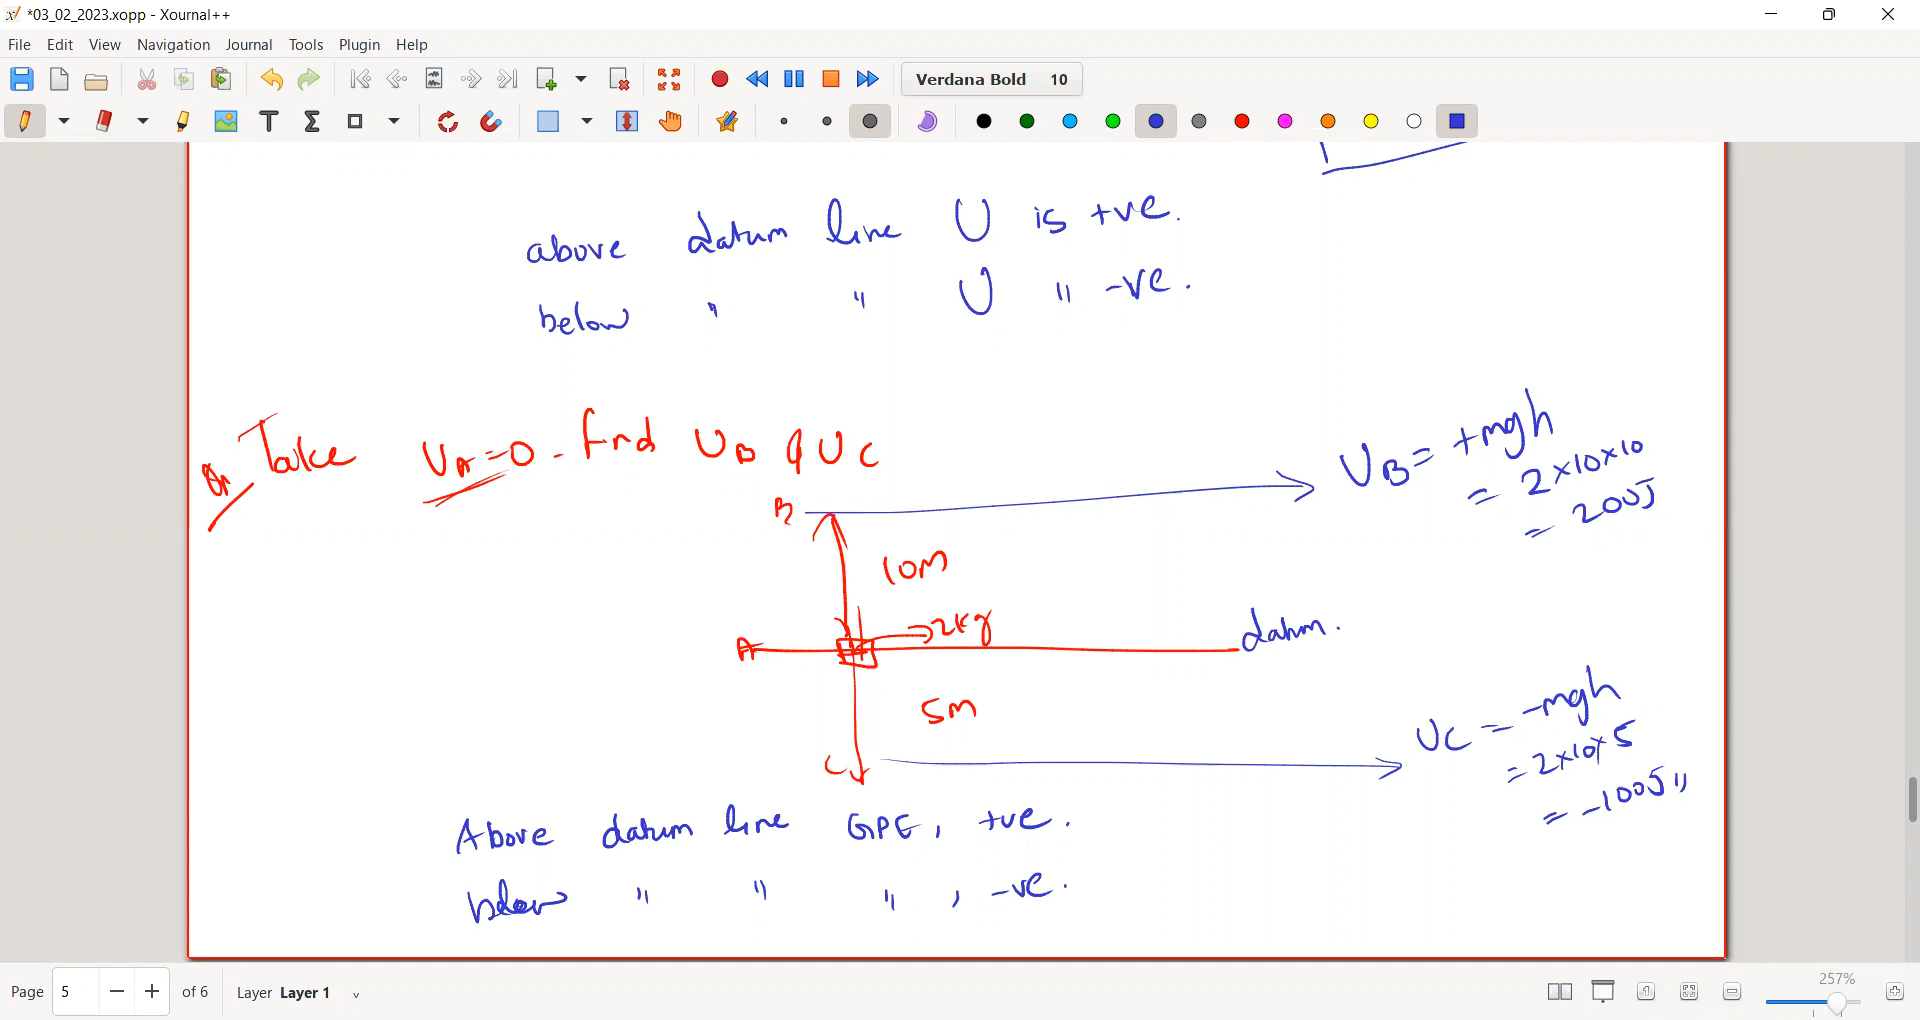 *03_02_2023.xopp - Xournal++
File Edit View Navigation Journal Tools Plugin Help
Verdana Bold 10
above datum line U is +ve.
below " " U " -ve.
Q Take UA=0. find UB & UC
B
UB = +mgh
= 2×10×10
= 200J
10m
2kg
A
datum.
5m
UC = -mgh
= 2×10×5
= -100J "
C
Above datum line GPE, +ve.
below " " " , -ve.
Page 5 of 6 Layer Layer 1
257%